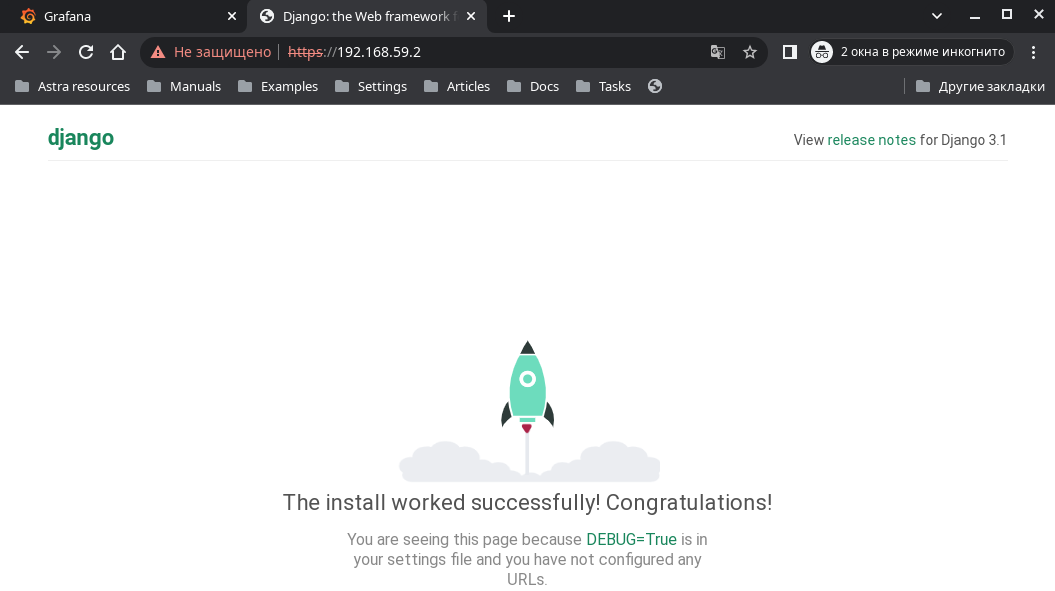 Grafana
Django: the Web framework f
Не защищено
https://192.168.59.2
2 окна в режиме инкогнито
Astra resources
Manuals
Examples
Settings
Articles
Docs
Tasks
Другие закладки
django
View release notes for Django 3.1
The install worked successfully! Congratulations!
You are seeing this page because DEBUG=True is in
your settings file and you have not configured any
URLs.